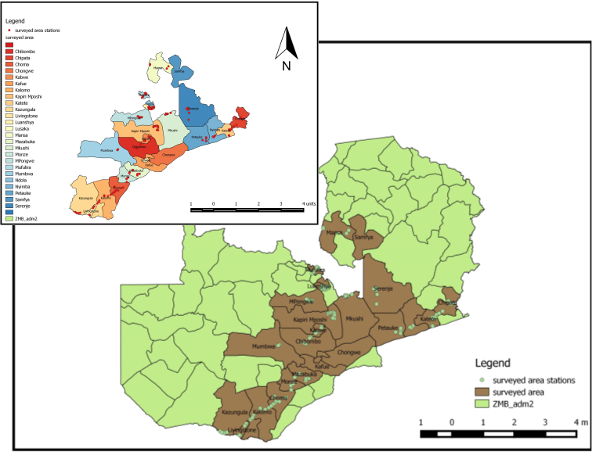 Legend
surveyed area stations
surveyed area
Chibombo
Chipata
Choma
Chongwe
Kabwe
Kafue
Kalomo
Kapiri Mposhi
Katete
Kazungula
Livingstone
Luanshya
Lusaka
Mansa
Mazabuka
Mkushi
Monze
Mpongwe
Mufulira
Mumbwa
Ndola
Nyimba
Petauke
Samfya
Serenje
ZMB_adm2
N
1 0 1 2 3 4 units
Mansa
Samfya
Serenje
Mpongwe
Kapiri Mposhi
Mkushi
Petauke
Katete
Chipata
Kabwe
Chibombo
Mumbwa
Chongwe
Kafue
Mazabuka
Monze
Choma
Kazungula
Kalomo
Livingstone
Legend
surveyed area stations
surveyed area
ZMB_adm2
1 0 1 2 3 4 m